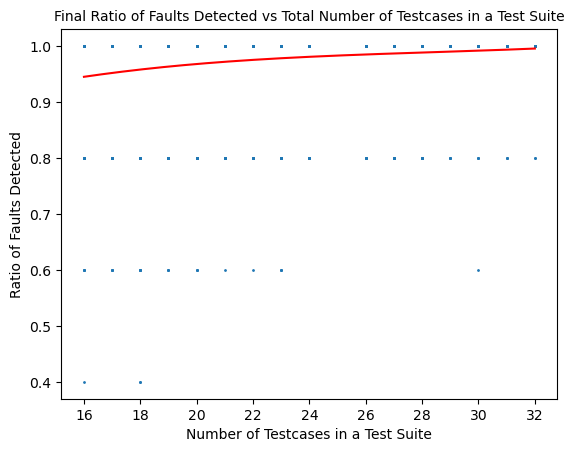 Final Ratio of Faults Detected vs Total Number of Testcases in a Test Suite
1.0
0.9
0.8
0.7
0.6
0.5
0.4
Ratio of Faults Detected
16 18 20 22 24 26 28 30 32
Number of Testcases in a Test Suite